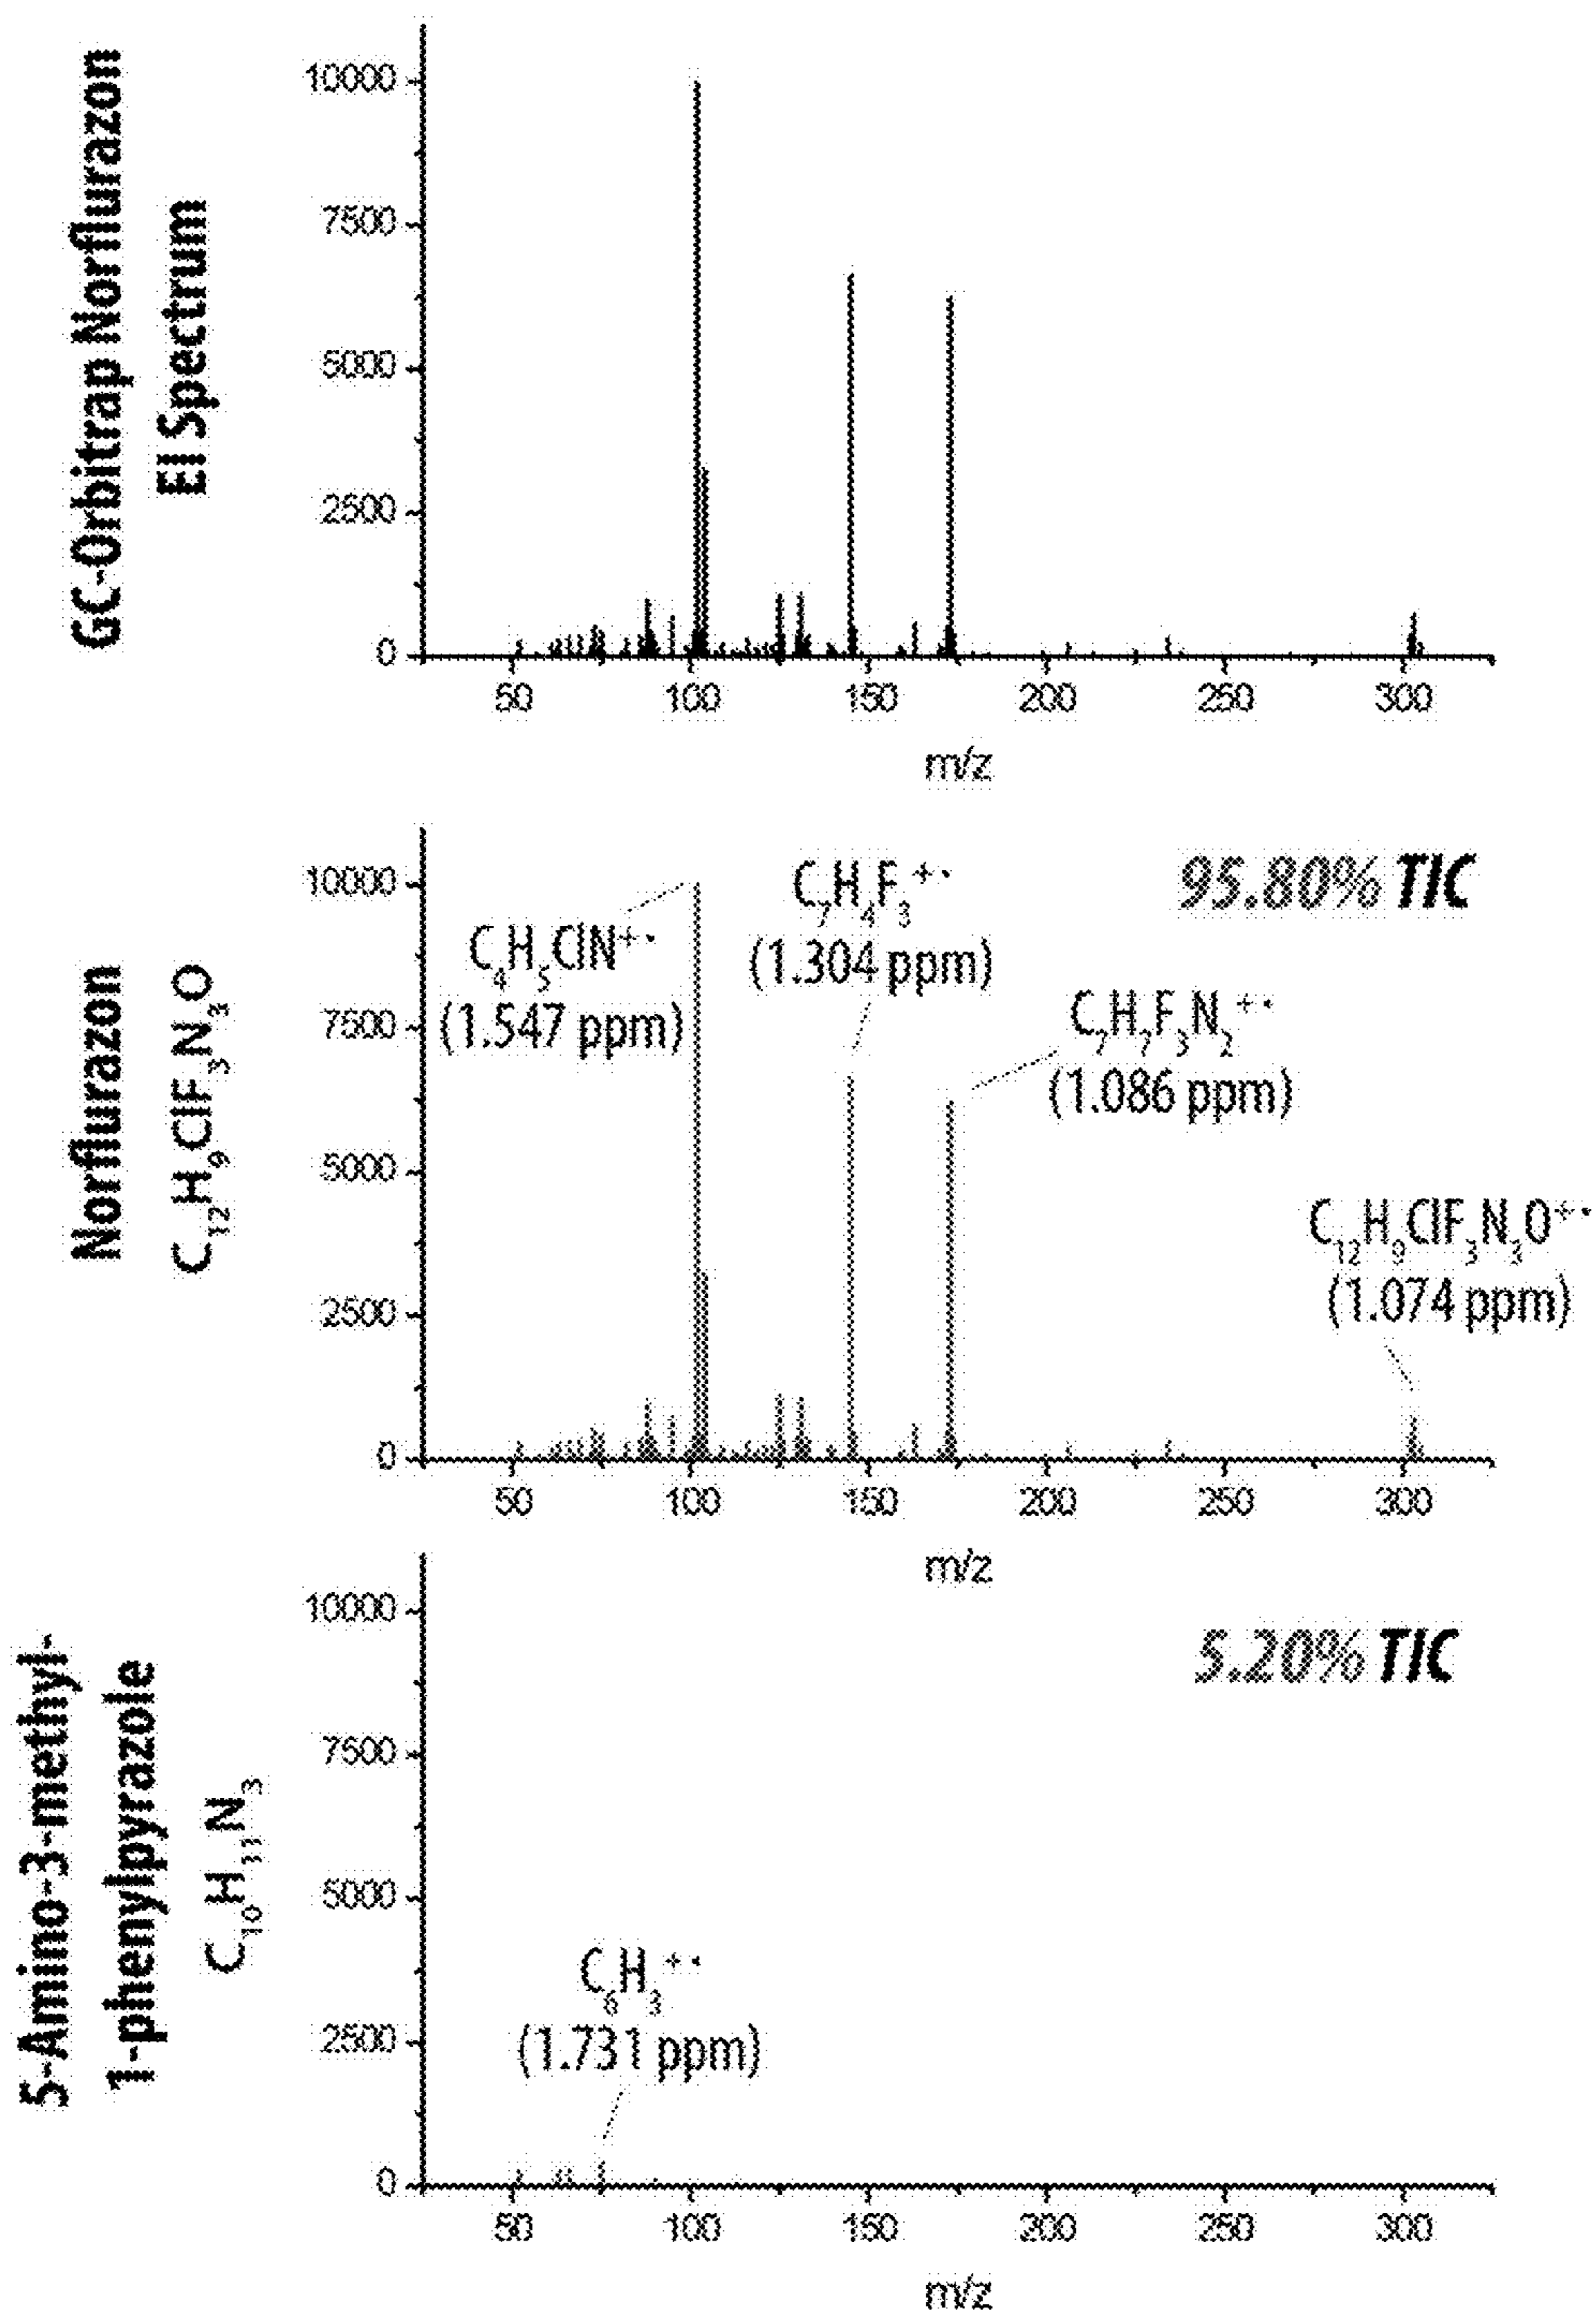 GC-Orbitrap Norflurazon
EI Spectrum
10000
7500
5000
2500
0
50 100 150 200 250 300
m/z
Norflurazon
C12H9ClF3N3O
95.80% TIC
10000
7500
5000
2500
0
C4H5ClN+·
(1.547 ppm)
C7H4F3+·
(1.304 ppm)
C7H7F3N2+·
(1.086 ppm)
C12H9ClF3N3O+·
(1.074 ppm)
50 100 150 200 250 300
m/z
5-Amino-3-methyl-
1-phenylpyrazole
C10H11N3
5.20% TIC
10000
7500
5000
2500
0
C6H3+·
(1.731 ppm)
50 100 150 200 250 300
m/z